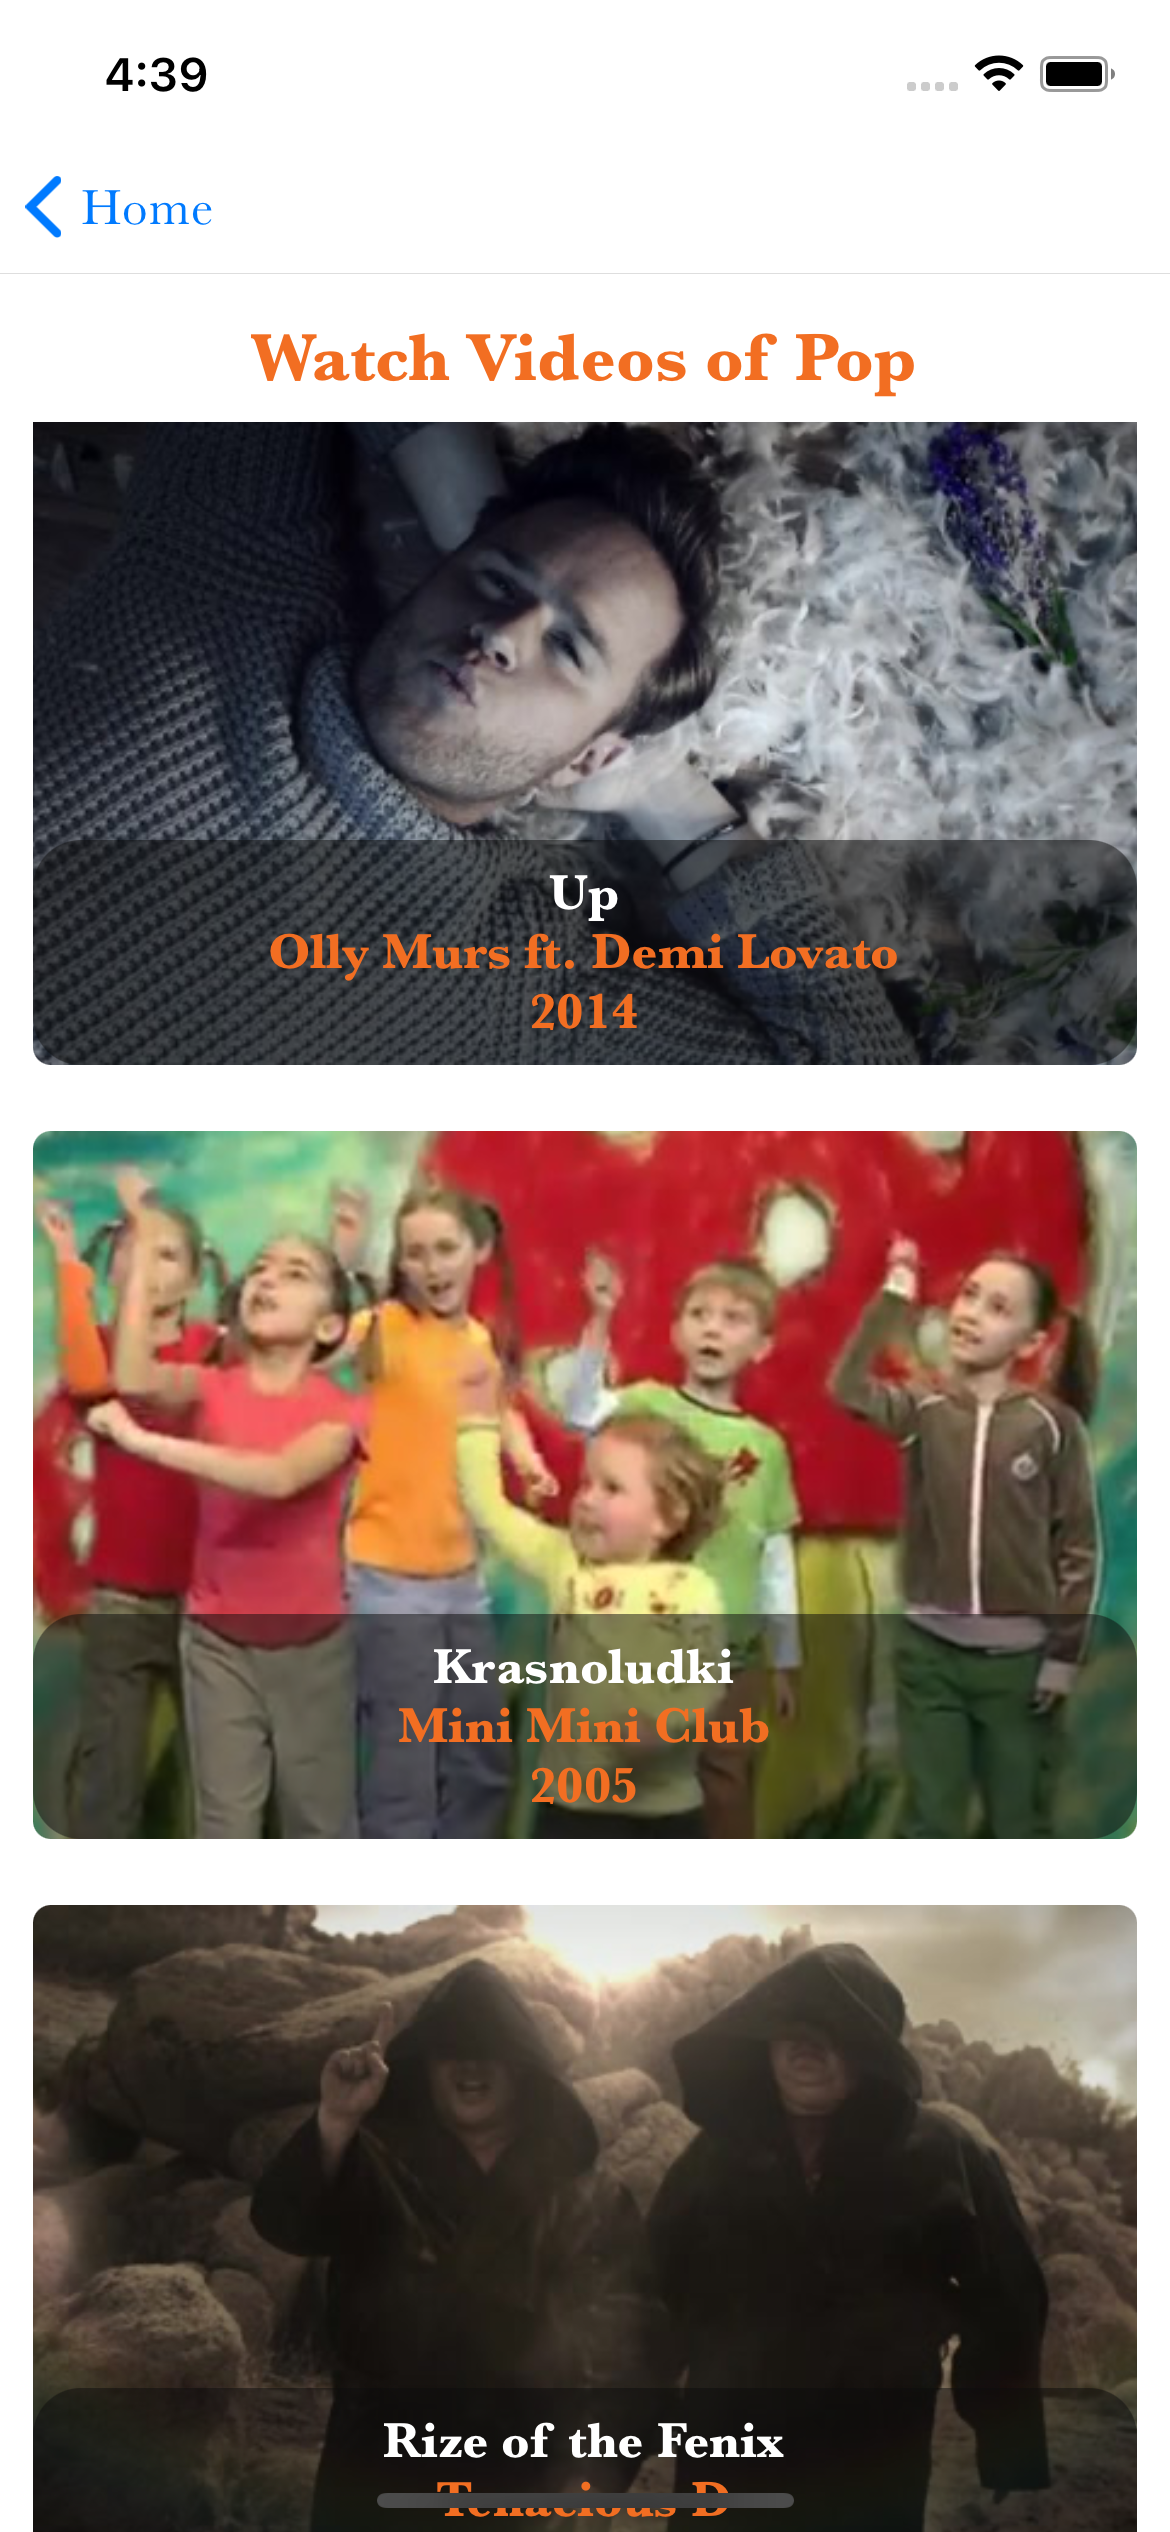 4:39
Home
Watch Videos of Pop
Up
Olly Murs ft. Demi Lovato
2014
Krasnoludki
Mini Mini Club
2005
Rize of the Fenix
Tenacious D